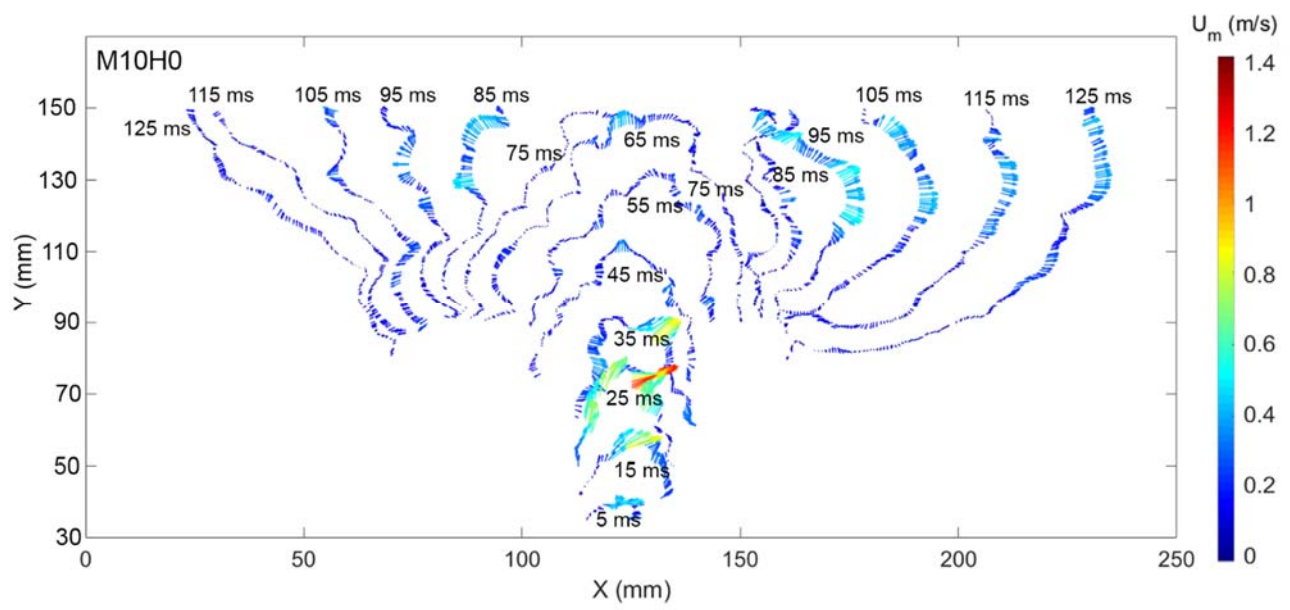 U_m (m/s)
M10H0
115 ms 105 ms 95 ms 85 ms 105 ms 115 ms 125 ms
125 ms
65 ms
95 ms
75 ms
85 ms
75 ms
55 ms
45 ms
35 ms
25 ms
15 ms
5 ms
150
130
110
90
70
50
30
Y (mm)
0 50 100 150 200 250
X (mm)
1.4
1.2
1
0.8
0.6
0.4
0.2
0